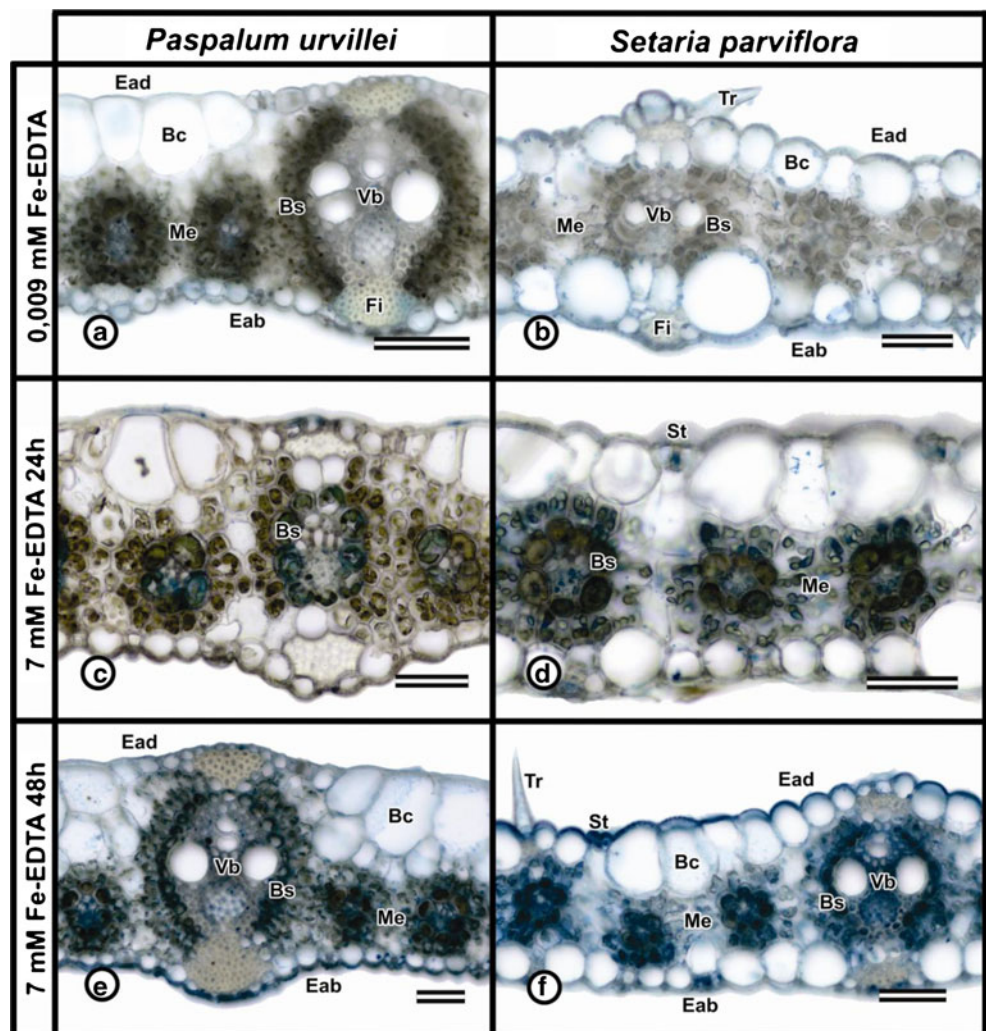 Paspalum urvillei
Setaria parviflora
0,009 mM Fe-EDTA
Ead
Bc
Vb
Bs
Me
Fi
Eab
a
Tr
Ead
Bc
Vb
Me
Bs
Fi
Eab
b
7 mM Fe-EDTA 24h
Bs
c
St
Bs
Me
d
7 mM Fe-EDTA 48h
Ead
Bc
Vb
Bs
Me
Eab
e
Tr
Ead
St
Bc
Vb
Bs
Me
Eab
f